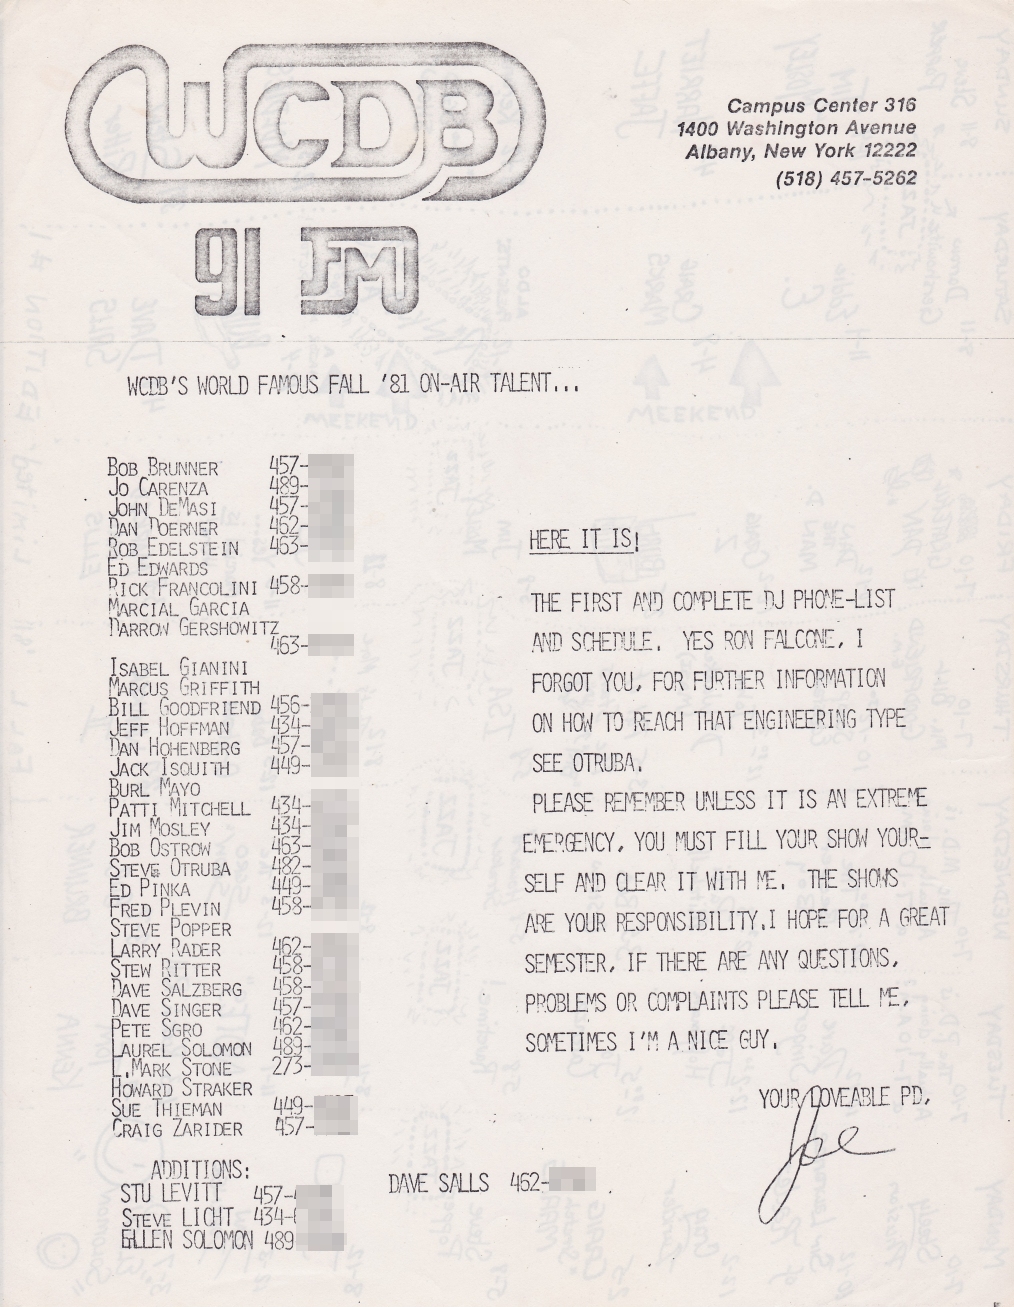 WCDB
91 FM
Campus Center 316
1400 Washington Avenue
Albany, New York 12222
(518) 457-5262
WCDB'S WORLD FAMOUS FALL '81 ON-AIR TALENT...
BOB BRUNNER 457-
JO CARENZA 489-
JOHN DEMASI 457-
DAN DOERNER 462-
ROB EDELSTEIN 463-
ED EDWARDS
RICK FRANCOLINI 458-
MARCIAL GARCIA
DARROW GERSHOWITZ
463-
ISABEL GIANINI
MARCUS GRIFFITH
BILL GOODFRIEND 456-
JEFF HOFFMAN 434-
DAN HOHENBERG 457-
JACK ISQUITH 449-
BURL MAYO
PATTI MITCHELL 434-
JIM MOSLEY 434-
BOB OSTROW 463-
STEVE OTRUBA 482-
ED PINKA 449-
FRED PLEVIN 458-
STEVE POPPER
LARRY RADER 462-
STEW RITTER 458-
DAVE SALZBERG 458-
DAVE SINGER 457-
PETE SGRO 462-
LAUREL SOLOMON 489-
L.MARK STONE 273-
HOWARD STRAKER
SUE THIEMAN 449-
CRAIG ZARIDER 457-
ADDITIONS:
STU LEVITT 457-
STEVE LICHT 434-
ELLEN SOLOMON 489
DAVE SALLS 462-
HERE IT IS!
THE FIRST AND COMPLETE DJ PHONE-LIST
AND SCHEDULE. YES RON FALCONE, I
FORGOT YOU, FOR FURTHER INFORMATION
ON HOW TO REACH THAT ENGINEERING TYPE
SEE OTRUBA.
PLEASE REMEMBER UNLESS IT IS AN EXTREME
EMERGENCY, YOU MUST FILL YOUR SHOW YOUR-
SELF AND CLEAR IT WITH ME. THE SHOWS
ARE YOUR RESPONSIBILITY.I HOPE FOR A GREAT
SEMESTER, IF THERE ARE ANY QUESTIONS,
PROBLEMS OR COMPLAINTS PLEASE TELL ME,
SOMETIMES I'M A NICE GUY.
YOUR LOVEABLE PD,
Joe